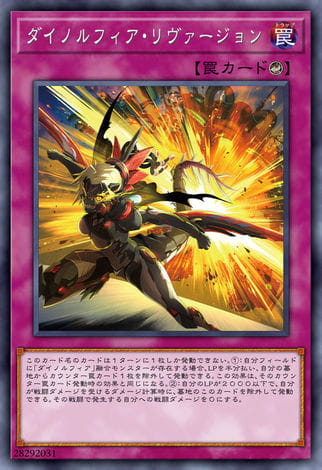 ダイノルフィア・リヴァージョン
トラップ
罠
【罠カード】
このカード名のカードは1ターンに1枚しか発動できない。①：自分フィールド
に「ダイノルフィア」融合モンスターが存在する場合、LPを半分払い、自分の墓
地からカウンター罠カード1枚を除外して発動できる。この効果は、そのカウン
ター罠カード発動時の効果と同じになる。②：自分のLPが2000以下で、自分
が戦闘ダメージを受けるダメージ計算時に、墓地のこのカードを除外して発動
できる。その戦闘で発生する自分への戦闘ダメージを0にする。
28292031